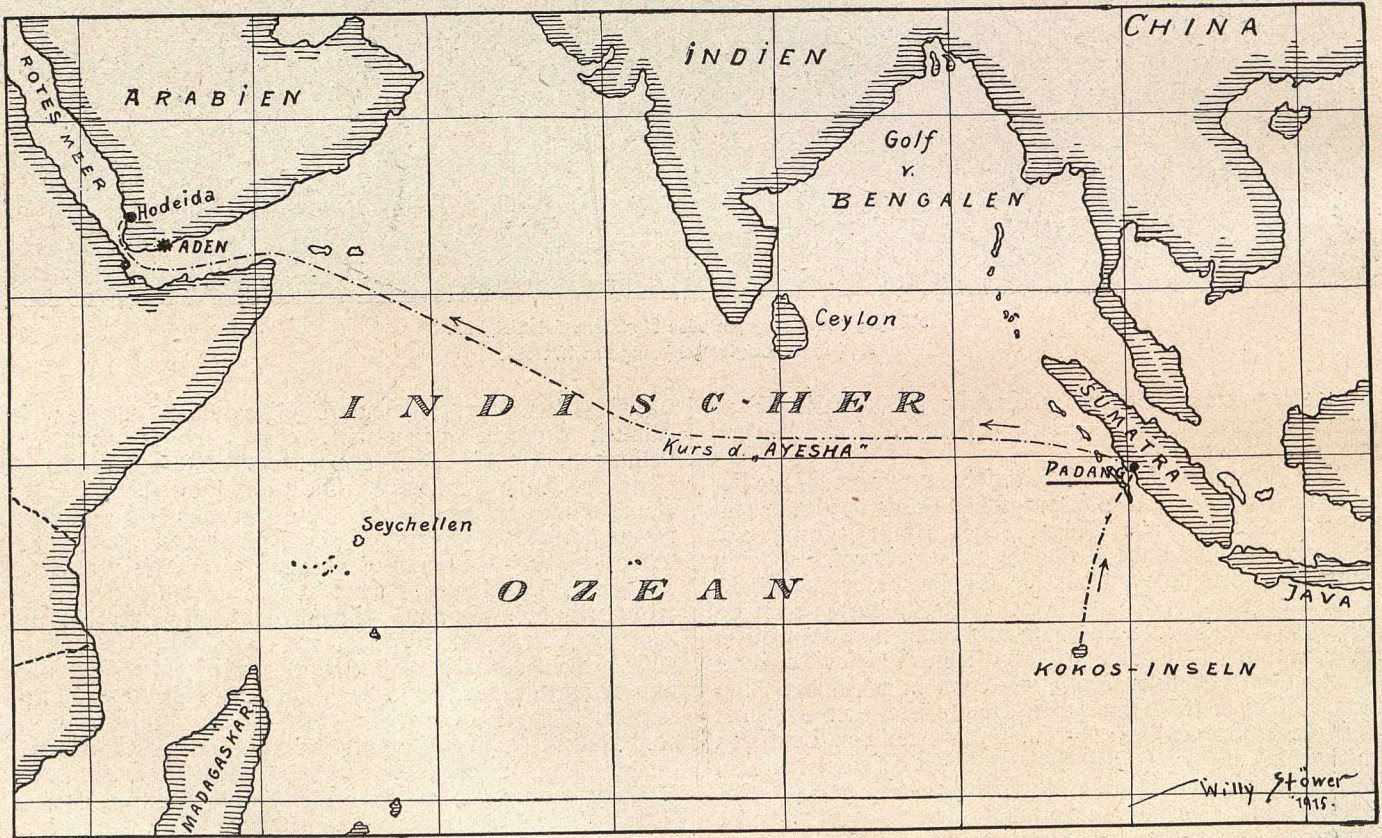 CHINA
INDIEN
ARABIEN
ROTES MEER
Golf
v.
BENGALEN
Hodeida
ADEN
Ceylon
INDISCHER
SUMATRA
Kurs d. „AYESHA"
PADANG
Seychellen
OZEAN
JAVA
KOKOS-INSELN
MADAGASKAR
Willy Stöwer
1915.